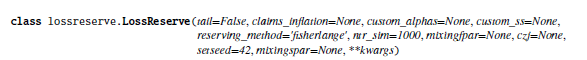 class lossreserve.LossReserve(tail=False, claims_inflation=None, custom_alphas=None, custom_ss=None,
reserving_method='fisherlange', ntr_sim=1000, mixingfpar=None, czj=None,
setseed=42, mixingspar=None, **kwargs)